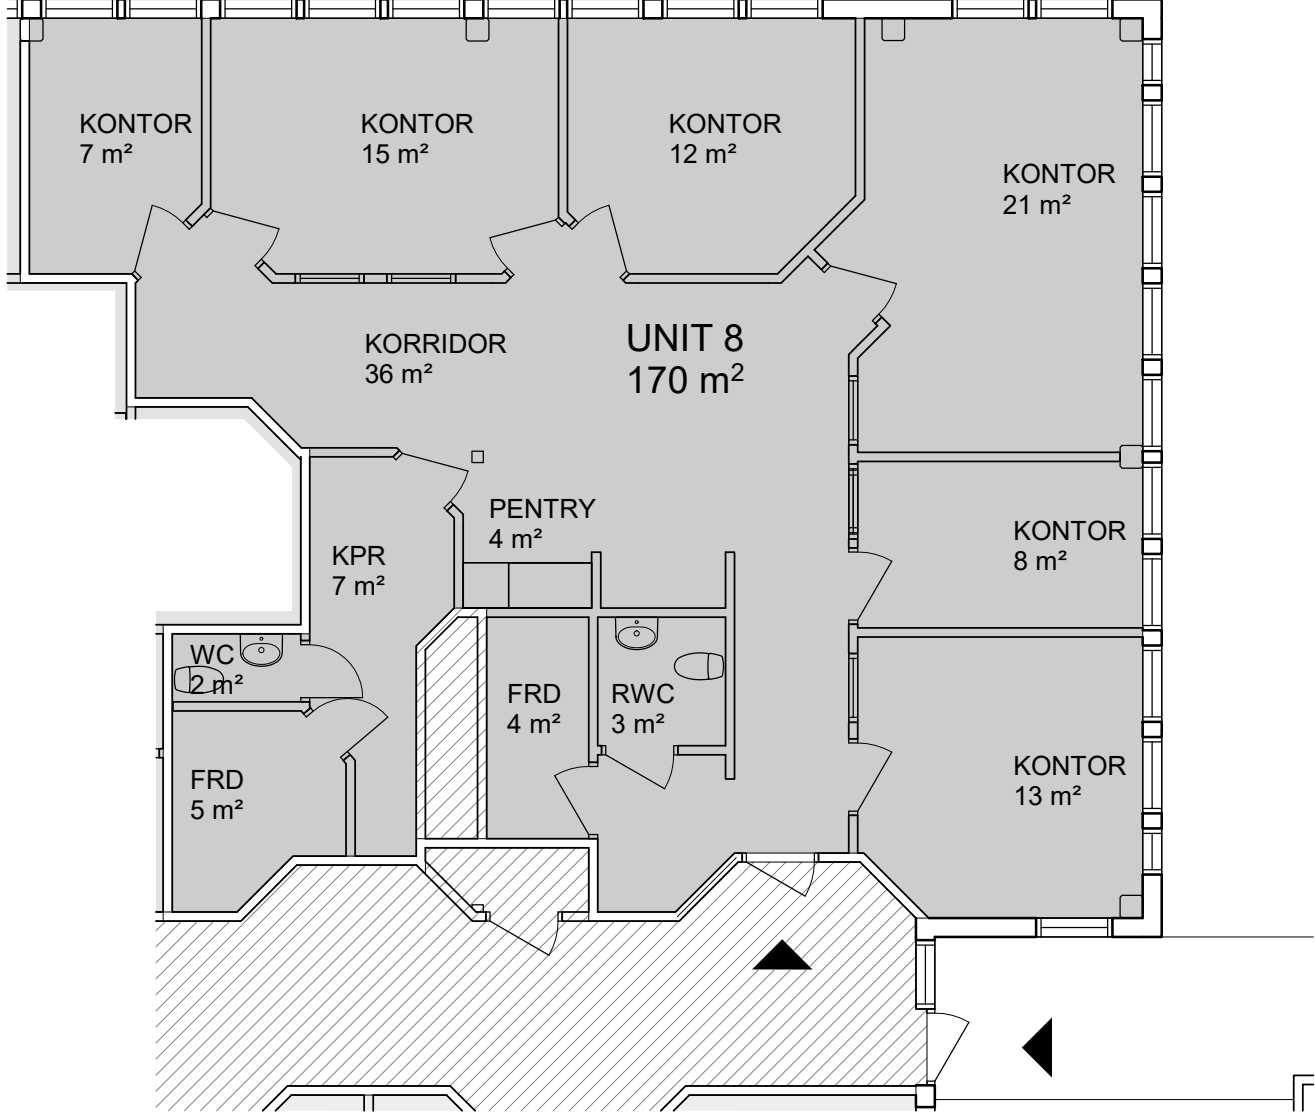 KONTOR
7 m²
KONTOR
15 m²
KONTOR
12 m²
KONTOR
21 m²
KORRIDOR
36 m²
UNIT 8
170 m²
PENTRY
4 m²
KONTOR
8 m²
KPR
7 m²
WC
2 m²
FRD
4 m²
RWC
3 m²
FRD
5 m²
KONTOR
13 m²